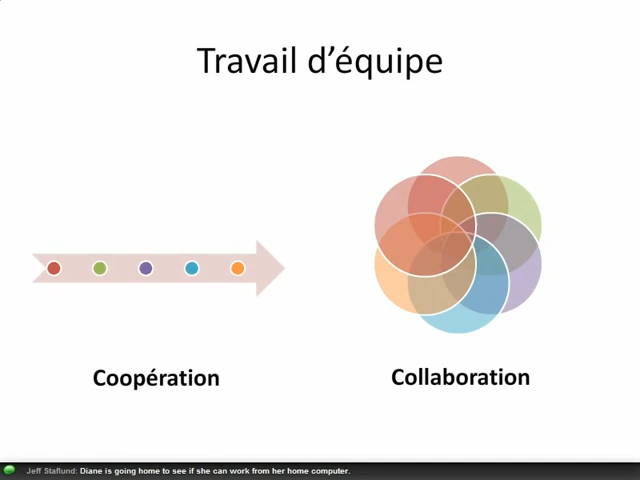 Travail d’équipe
Coopération
Collaboration
Jeff Staflund: Diane is going home to see if she can work from her home computer.